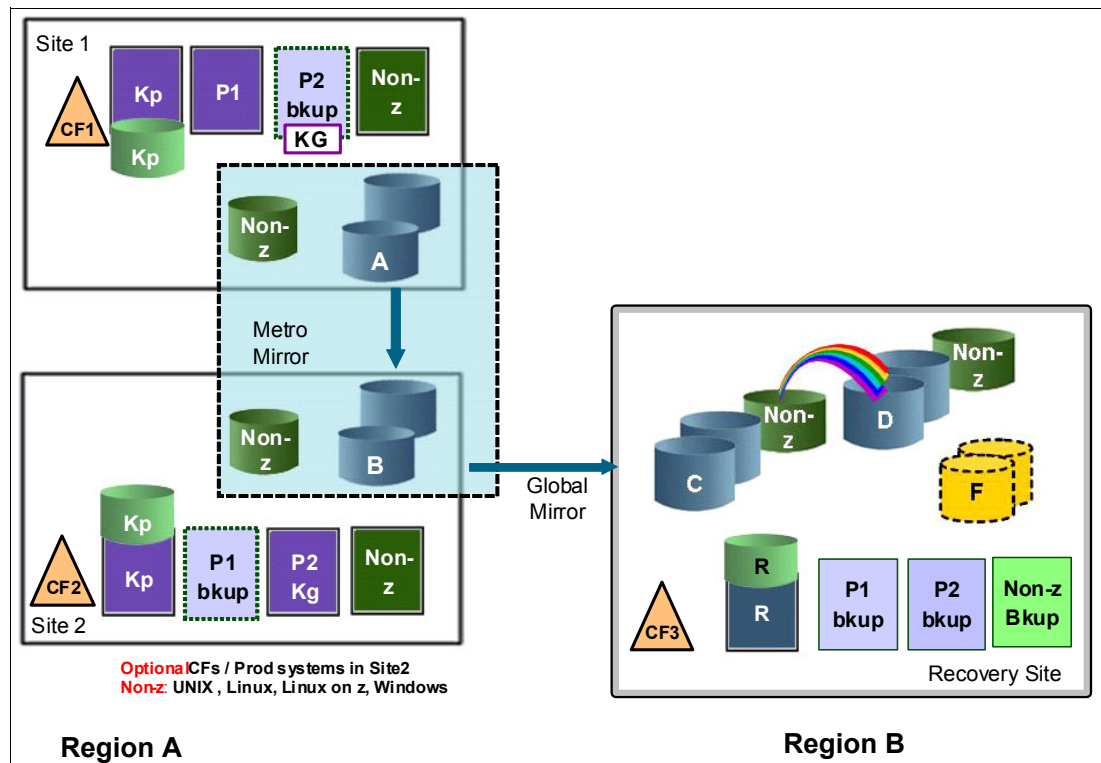 Site 1
Kp
P1
P2
bkup
KG
Non-
z
CF1
Kp
Non-
z
A
Metro
Mirror
Non-
z
B
Global
Mirror
Kp
CF2
Kp
P1
bkup
P2
Kg
Non-
z
Site 2
OptionalCFs / Prod systems in Site2
Non-z: UNIX , Linux, Linux on z, Windows
Region A
Non-
z
D
Non-
z
C
F
R
CF3
R
P1
bkup
P2
bkup
Non-z
Bkup
Recovery Site
Region B